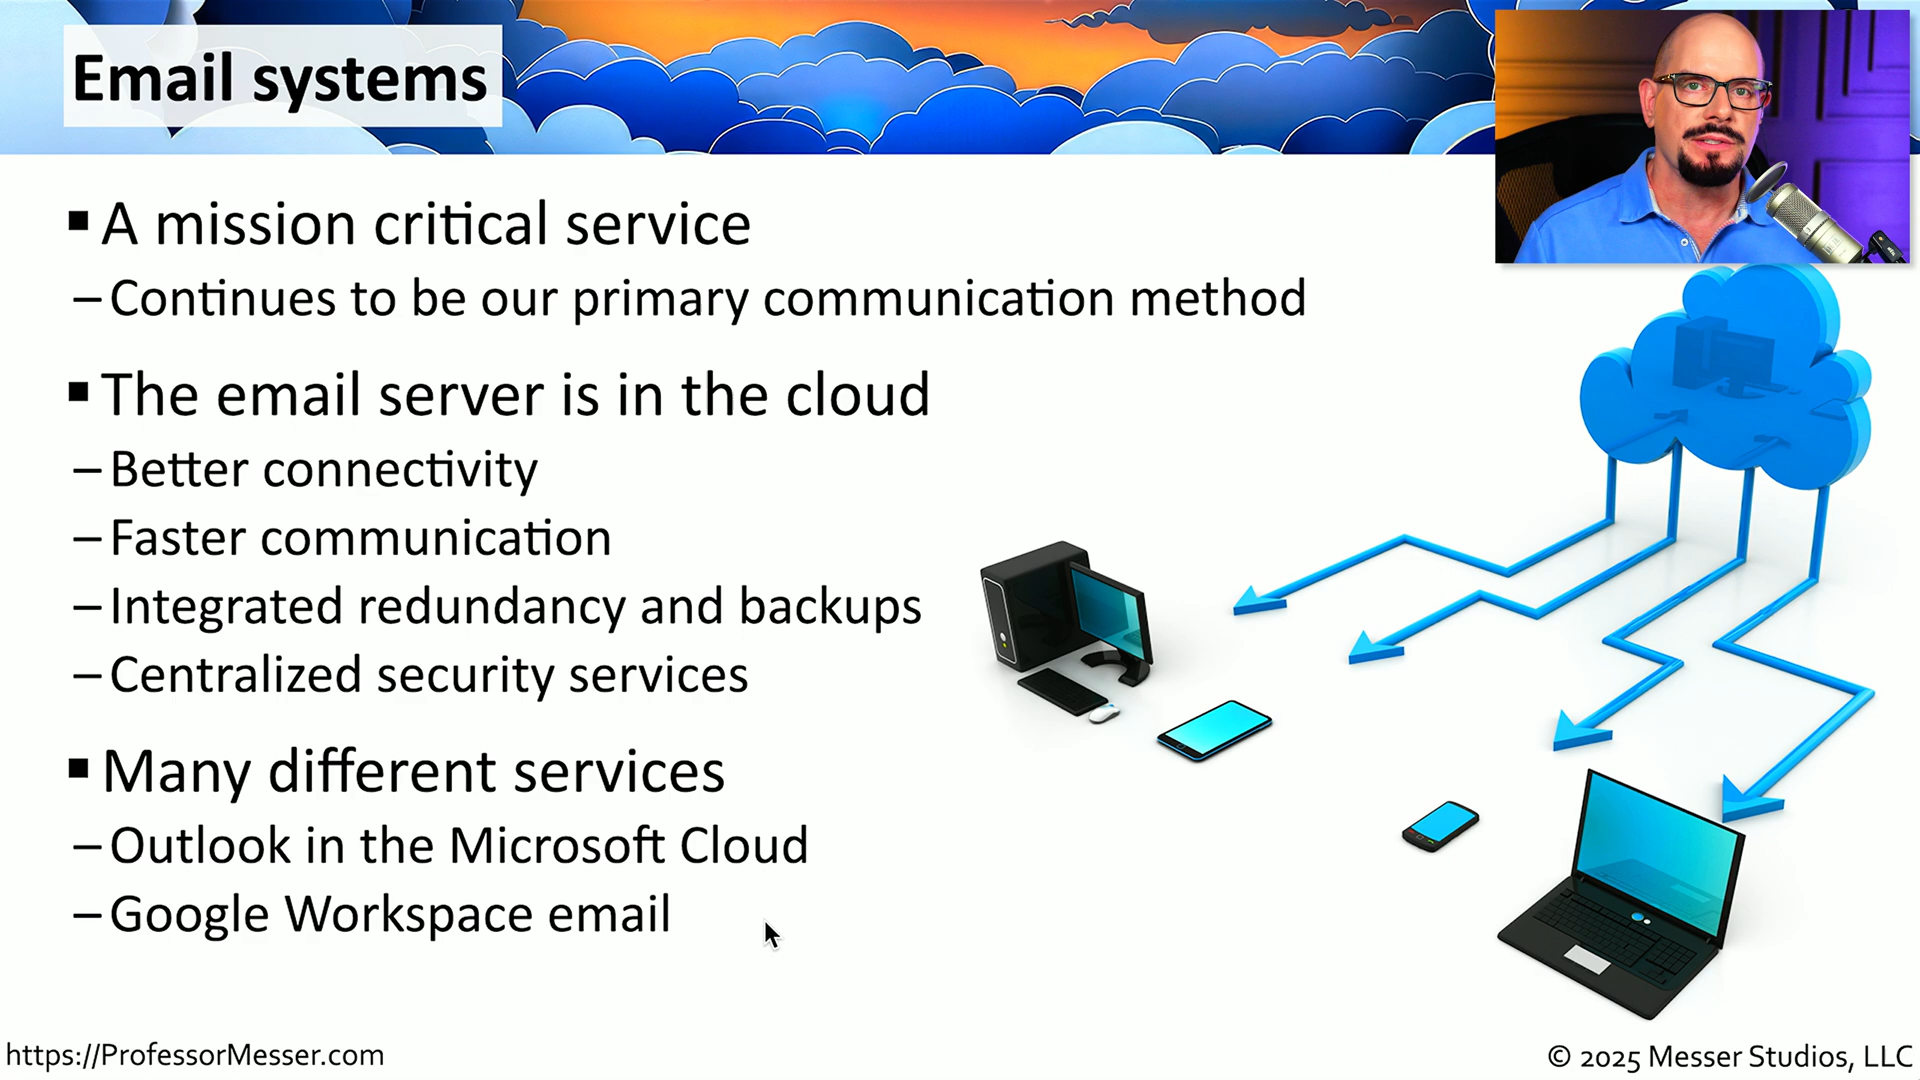 Email systems
▪ A mission critical service
– Continues to be our primary communication method
▪ The email server is in the cloud
– Better connectivity
– Faster communication
– Integrated redundancy and backups
– Centralized security services
▪ Many different services
– Outlook in the Microsoft Cloud
– Google Workspace email
https://ProfessorMesser.com
© 2025 Messer Studios, LLC